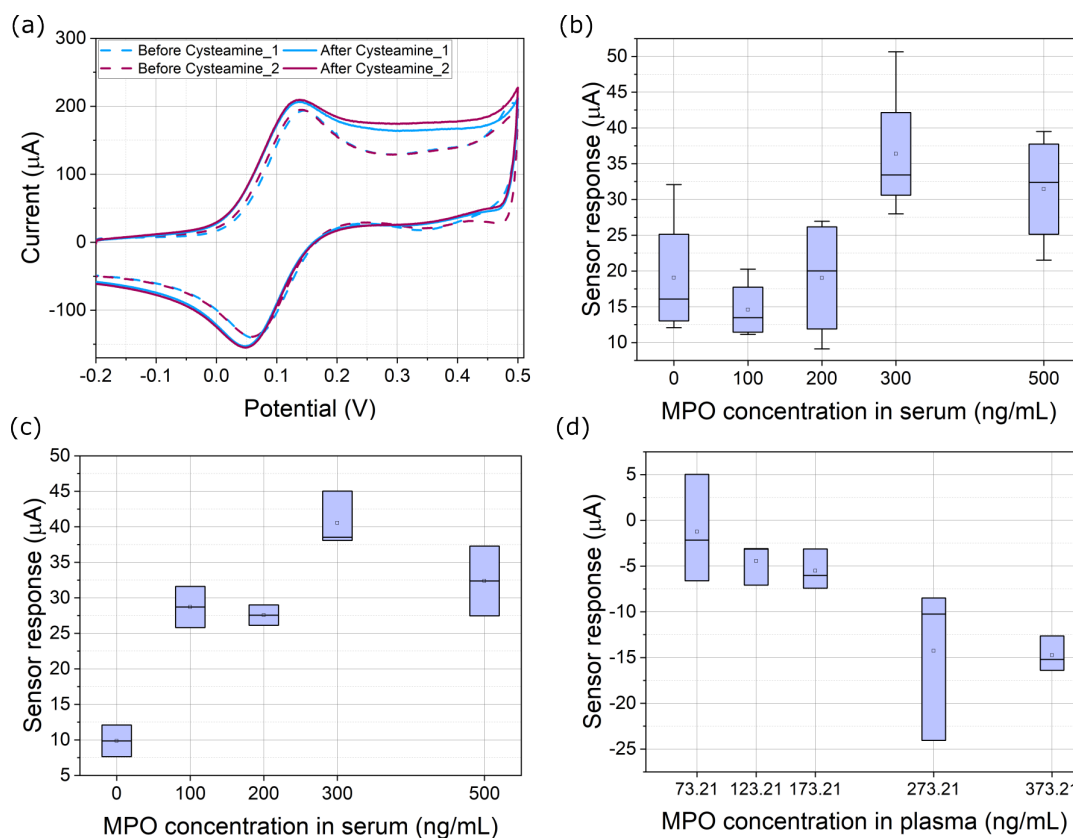 (a)
300
200
100
0
-100
Current (μA)
Before Cysteamine_1 After Cysteamine_1
Before Cysteamine_2 After Cysteamine_2
-0.2 -0.1 0.0 0.1 0.2 0.3 0.4 0.5
Potential (V)
(b)
50
45
40
35
30
25
20
15
10
Sensor response (μA)
0 100 200 300 500
MPO concentration in serum (ng/mL)
(c)
50
45
40
35
30
25
20
15
10
5
Sensor response (μA)
0 100 200 300 500
MPO concentration in serum (ng/mL)
(d)
5
0
-5
-10
-15
-20
-25
Sensor response (μA)
73.21 123.21 173.21 273.21 373.21
MPO concentration in plasma (ng/mL)